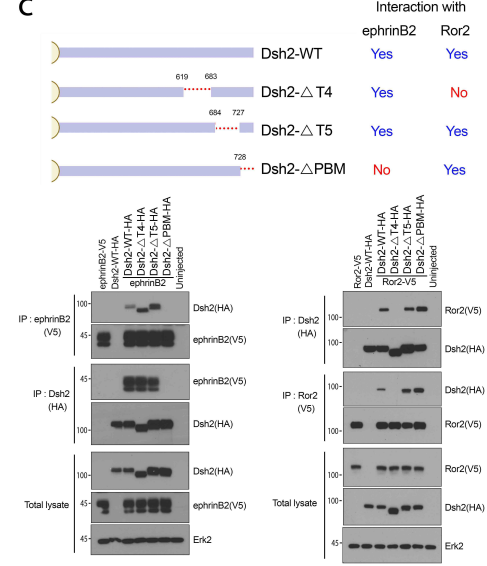 C
Interaction with
ephrinB2 Ror2
Dsh2-WT Yes Yes
619 683
Dsh2-△T4 Yes No
684 727
Dsh2-△T5 Yes Yes
728
Dsh2-△PBM No Yes
ephrinB2-V5
Dsh2-WT-HA
Dsh2-WT-HA
Dsh2-△T4-HA
Dsh2-△T5-HA
Dsh2-△PBM-HA
Uninjected
ephrinB2
IP : ephrinB2
(V5)
100
Dsh2(HA)
45
ephrinB2(V5)
IP : Dsh2
(HA)
45
ephrinB2(V5)
100
Dsh2(HA)
Total lysate
100
Dsh2(HA)
45
ephrinB2(V5)
45
Erk2
Ror2-V5
Dsh2-WT-HA
Dsh2-WT-HA
Dsh2-△T4-HA
Dsh2-△T5-HA
Dsh2-△PBM-HA
Uninjected
Ror2-V5
IP : Dsh2
(HA)
100
Ror2(V5)
100
Dsh2(HA)
IP : Ror2
(V5)
100
Dsh2(HA)
100
Ror2(V5)
Total lysate
100
Ror2(V5)
100
Dsh2(HA)
45
Erk2